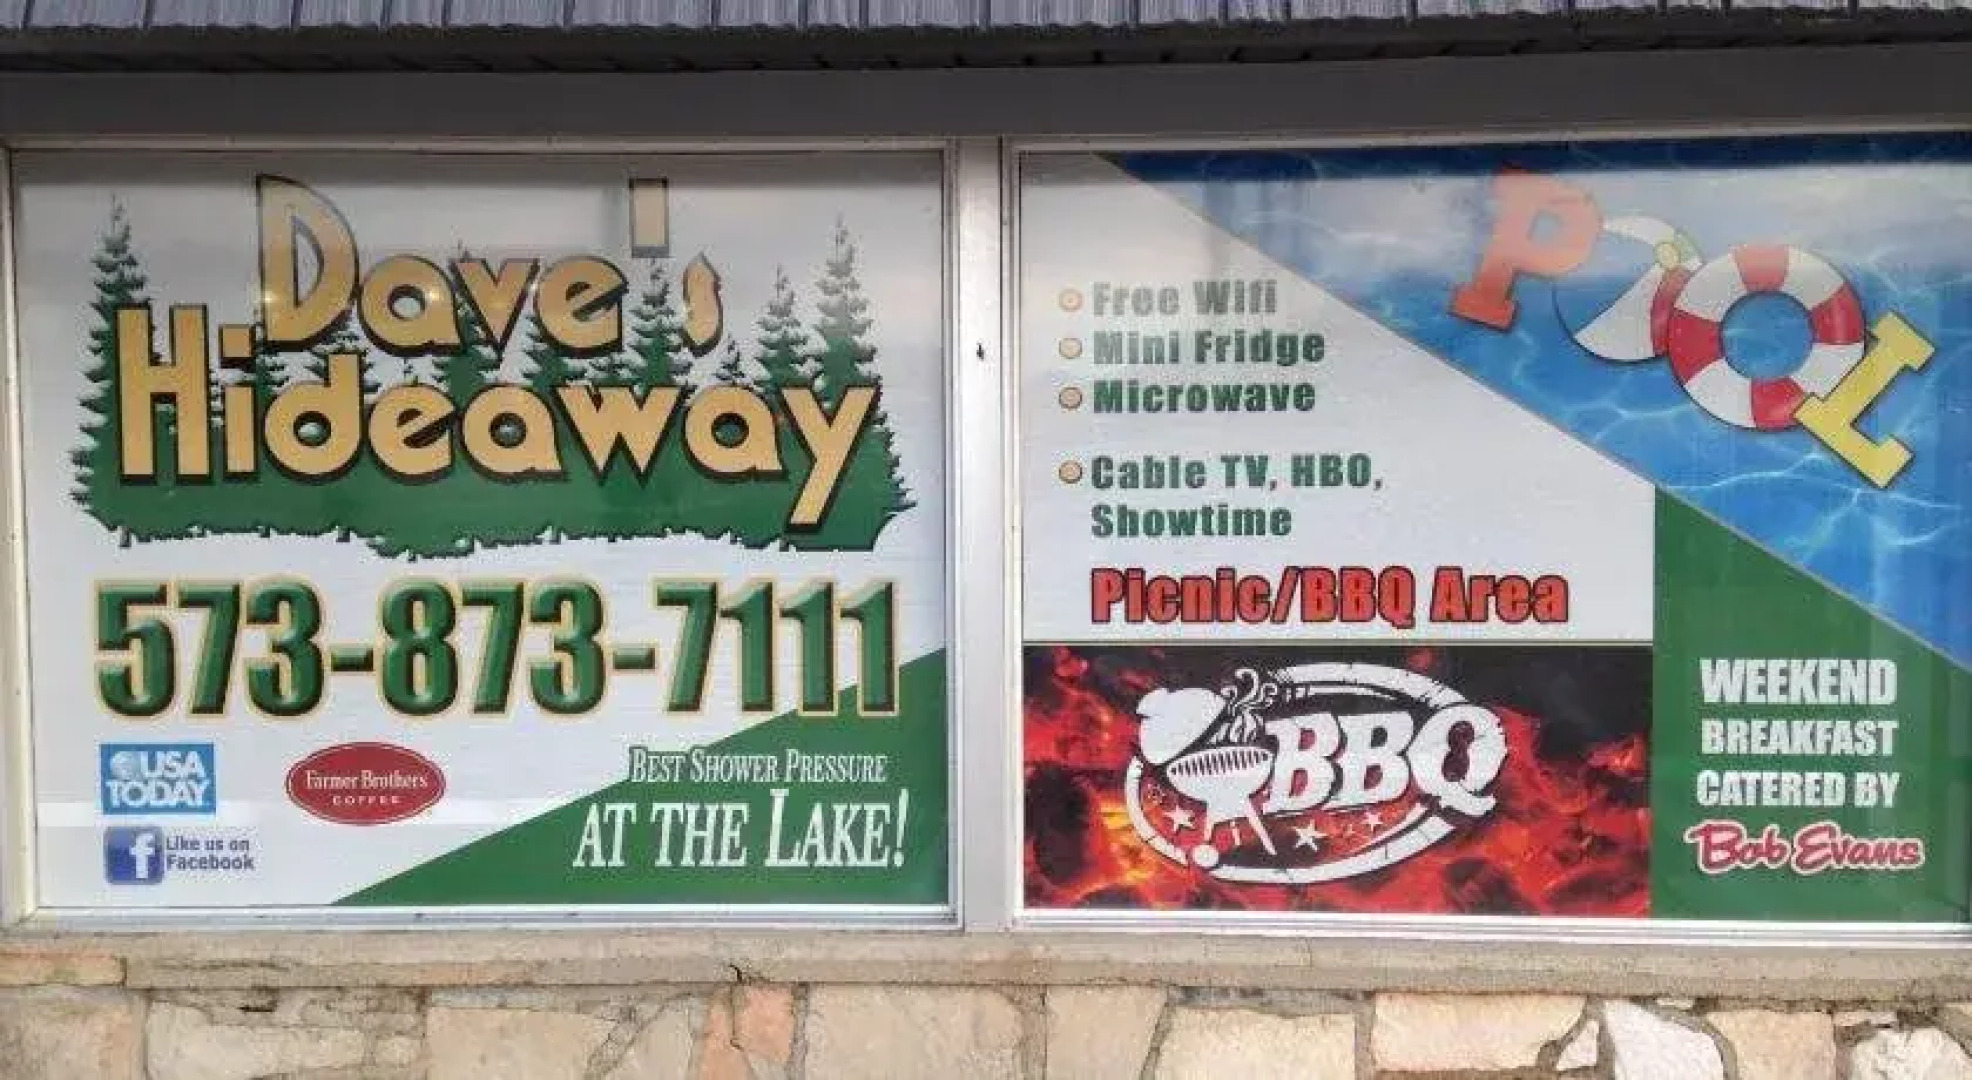 Dave's
Hideaway
573-873-7111
USA
TODAY
Farmer Brothers
COFFEE
Like us on
Facebook
BEST SHOWER PRESSURE
AT THE LAKE!
POOL
Free Wifi
Mini Fridge
Microwave
Cable TV, HBO,
Showtime
Picnic/BBQ Area
BBQ
WEEKEND
BREAKFAST
CATERED BY
Bob Evans